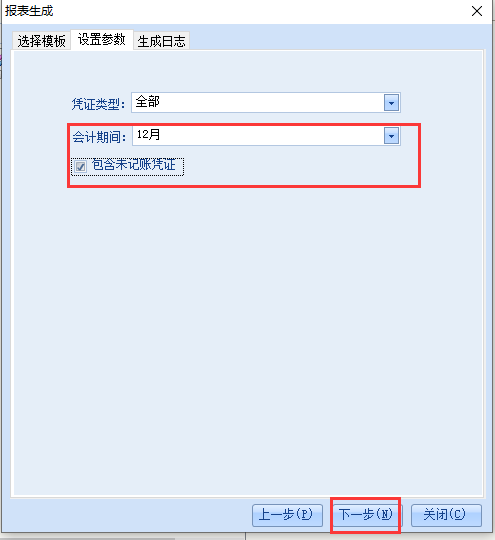 报表生成
选择模板 设置参数 生成日志
凭证类型: 全部
会计期间: 12月
包含未记账凭证
上一步(P) 下一步(N) 关闭(C)